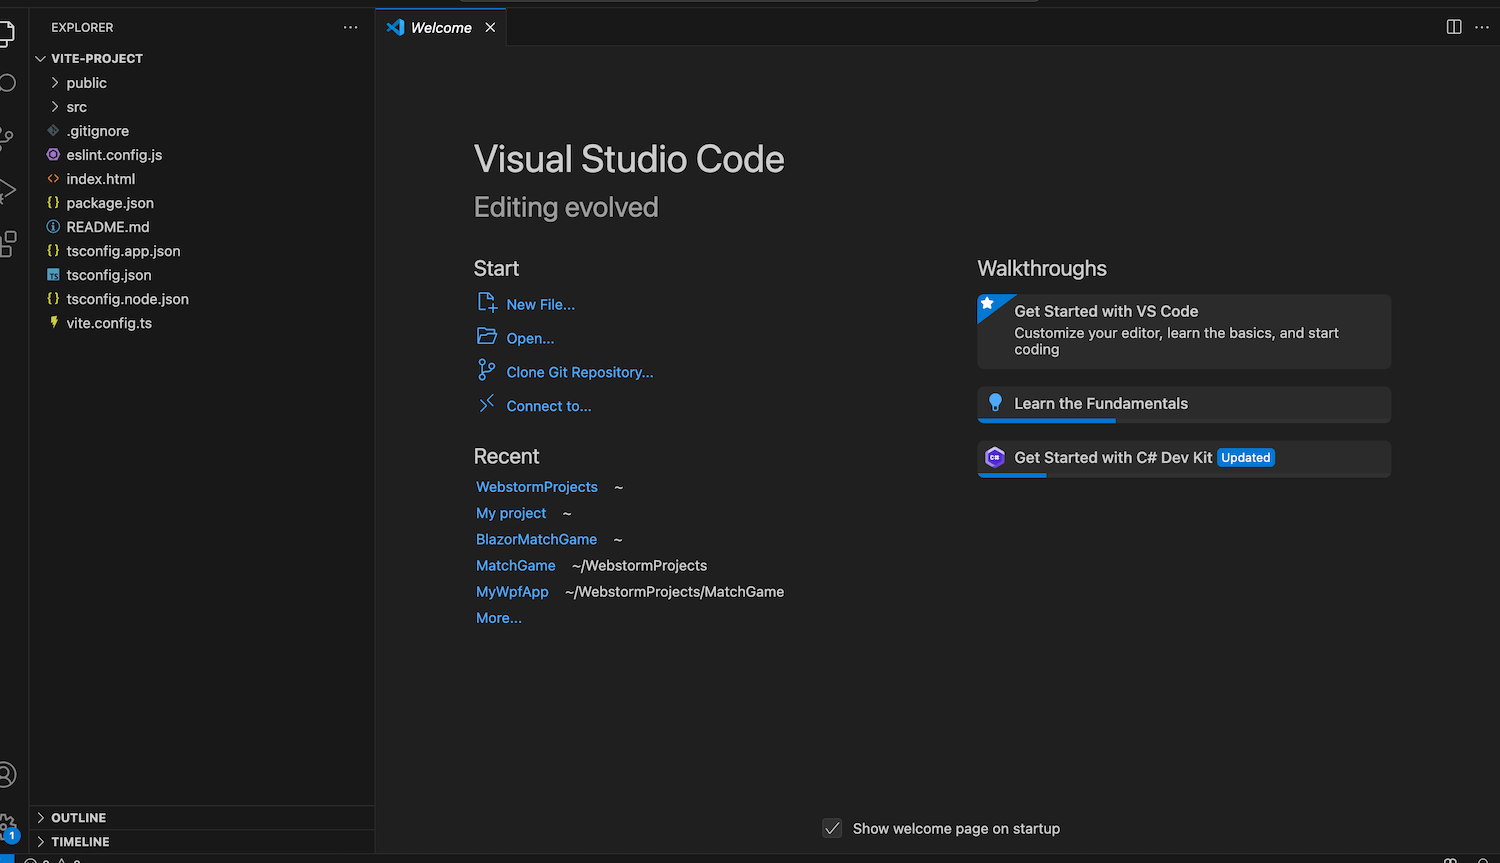 EXPLORER
VITE-PROJECT
public
src
.gitignore
eslint.config.js
index.html
package.json
README.md
tsconfig.app.json
tsconfig.json
tsconfig.node.json
vite.config.ts
OUTLINE
TIMELINE
1
Welcome
Visual Studio Code
Editing evolved
Start
New File...
Open...
Clone Git Repository...
Connect to...
Recent
WebstormProjects ~
My project ~
BlazorMatchGame ~
MatchGame ~/WebstormProjects
MyWpfApp ~/WebstormProjects/MatchGame
More...
Walkthroughs
Get Started with VS Code
Customize your editor, learn the basics, and start
coding
Learn the Fundamentals
Get Started with C# Dev Kit Updated
Show welcome page on startup